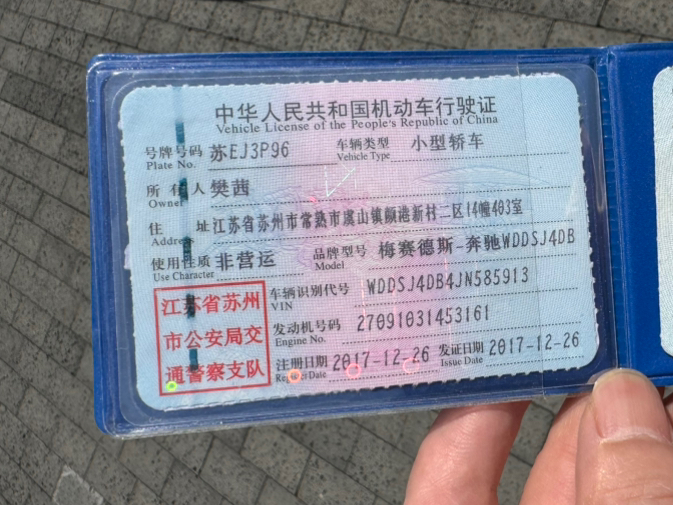 中华人民共和国机动车行驶证
Vehicle License of the People's Republic of China
号牌号码 苏EJ3P96 车辆类型 小型轿车
Plate No. Vehicle Type
所有人 樊茜
Owner
住址 江苏省苏州市常熟市虞山镇颜港新村二区14幢403室
Address
使用性质 非营运 品牌型号 梅赛德斯-奔驰WDDSJ4DB
Use Character Model
江苏省苏州
市公安局交
通警察支队
车辆识别代号 WDDSJ4DB4JN585913
VIN
发动机号码 27091031453161
Engine No.
注册日期 2017-12-26 发证日期 2017-12-26
Register Date Issue Date